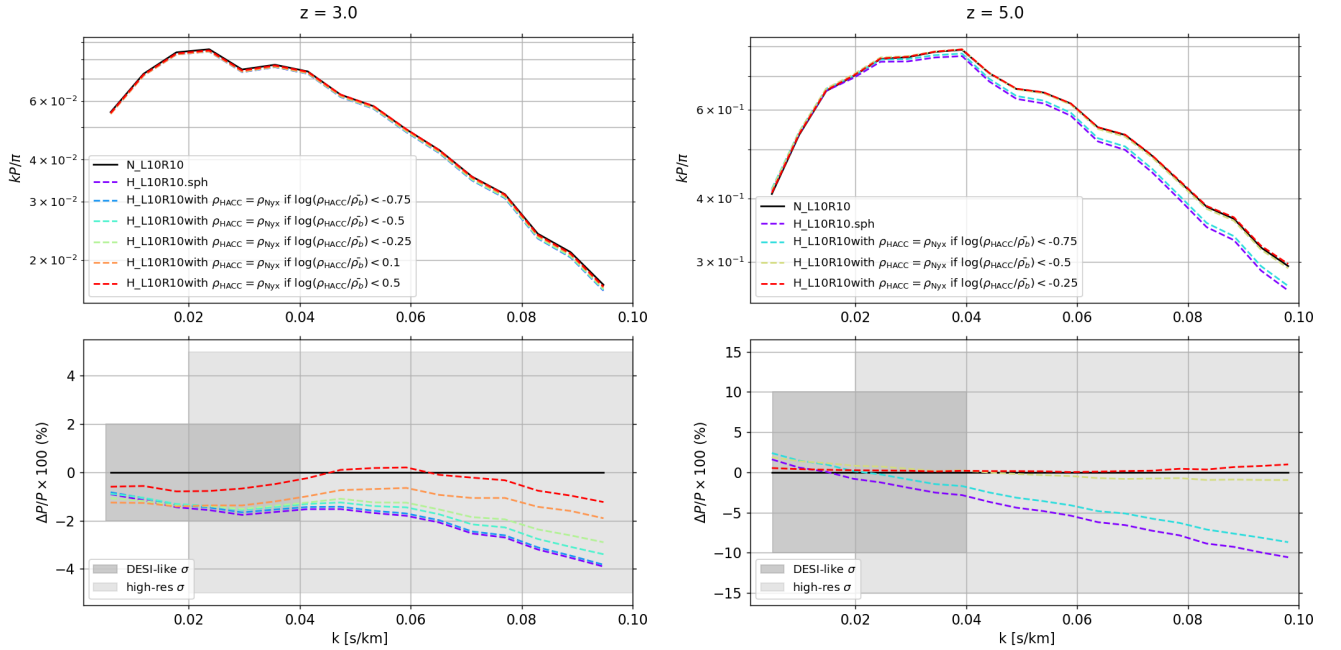 z = 3.0
kP/π
6 × 10⁻²
4 × 10⁻²
3 × 10⁻²
2 × 10⁻²
N_L10R10
H_L10R10.sph
H_L10R10with ρHACC = ρNyx if log(ρHACC/ρ̄b) < -0.75
H_L10R10with ρHACC = ρNyx if log(ρHACC/ρ̄b) < -0.5
H_L10R10with ρHACC = ρNyx if log(ρHACC/ρ̄b) < -0.25
H_L10R10with ρHACC = ρNyx if log(ρHACC/ρ̄b) < 0.1
H_L10R10with ρHACC = ρNyx if log(ρHACC/ρ̄b) < 0.5
0.02 0.04 0.06 0.08 0.10
ΔP/P × 100 (%)
4
2
0
−2
−4
DESI-like σ
high-res σ
0.02 0.04 0.06 0.08 0.10
k [s/km]
z = 5.0
kP/π
6 × 10⁻¹
4 × 10⁻¹
3 × 10⁻¹
N_L10R10
H_L10R10.sph
H_L10R10with ρHACC = ρNyx if log(ρHACC/ρ̄b) < -0.75
H_L10R10with ρHACC = ρNyx if log(ρHACC/ρ̄b) < -0.5
H_L10R10with ρHACC = ρNyx if log(ρHACC/ρ̄b) < -0.25
0.02 0.04 0.06 0.08 0.10
ΔP/P × 100 (%)
15
10
5
0
−5
−10
−15
DESI-like σ
high-res σ
0.02 0.04 0.06 0.08 0.10
k [s/km]